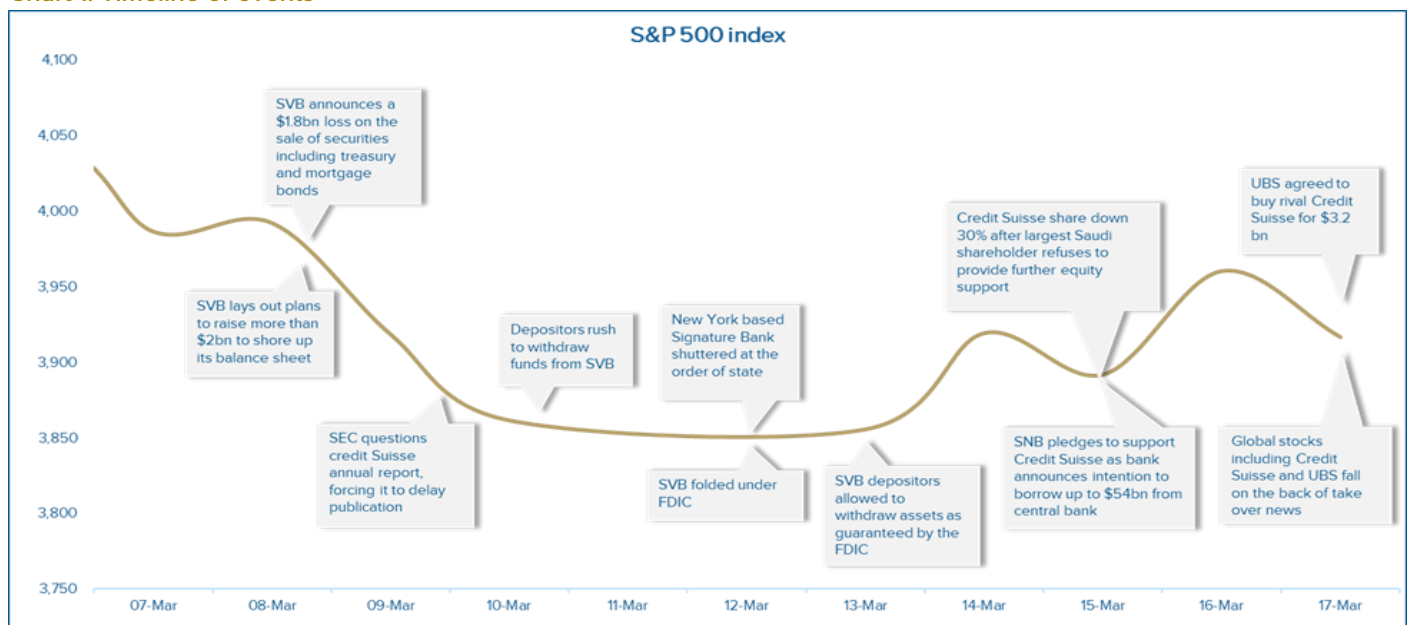 S&P 500 index
4,100
4,050
4,000
3,950
3,900
3,850
3,800
3,750
SVB announces a
$1.8bn loss on the
sale of securities
including treasury
and mortgage
bonds
SVB lays out plans
to raise more than
$2bn to shore up
its balance sheet
SEC questions
credit Suisse
annual report,
forcing it to delay
publication
Depositors rush
to withdraw
funds from SVB
New York based
Signature Bank
shuttered at the
order of state
SVB folded under
FDIC
SVB depositors
allowed to
withdraw assets as
guaranteed by the
FDIC
Credit Suisse share down
30% after largest Saudi
shareholder refuses to
provide further equity
support
SNB pledges to support
Credit Suisse as bank
announces intention to
borrow up to $54bn from
central bank
UBS agreed to
buy rival Credit
Suisse for $3.2
bn
Global stocks
including Credit
Suisse and UBS fall
on the back of take
over news
07-Mar
08-Mar
09-Mar
10-Mar
11-Mar
12-Mar
13-Mar
14-Mar
15-Mar
16-Mar
17-Mar